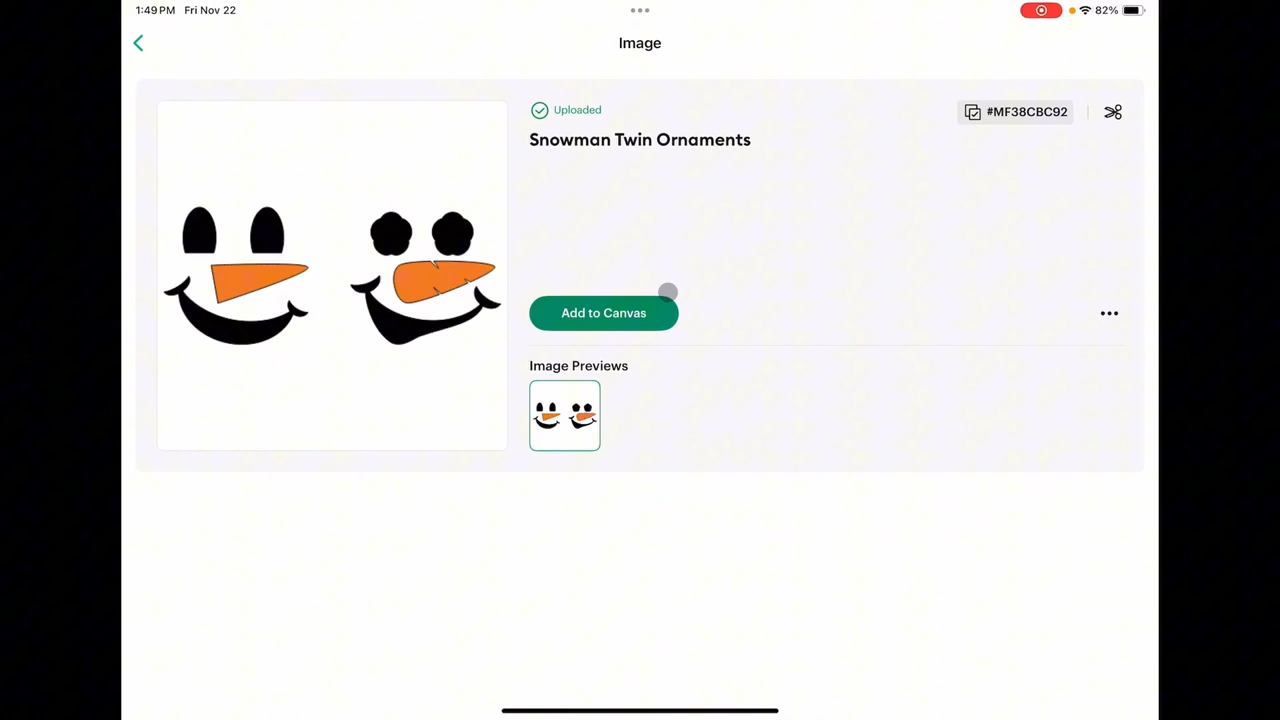 1:49 PM Fri Nov 22
82%
Image
Uploaded
#MF38CBC92
Snowman Twin Ornaments
Add to Canvas
Image Previews